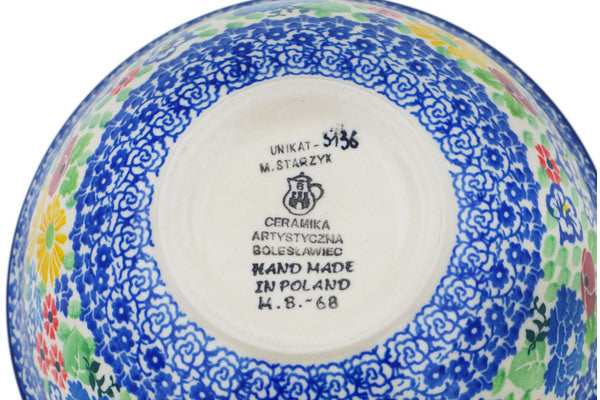 UNIKAT-5136
M. STARZYK
CERAMIKA
ARTYSTYCZNA
BOLESŁAWIEC
HAND MADE
IN POLAND
H.B.-68